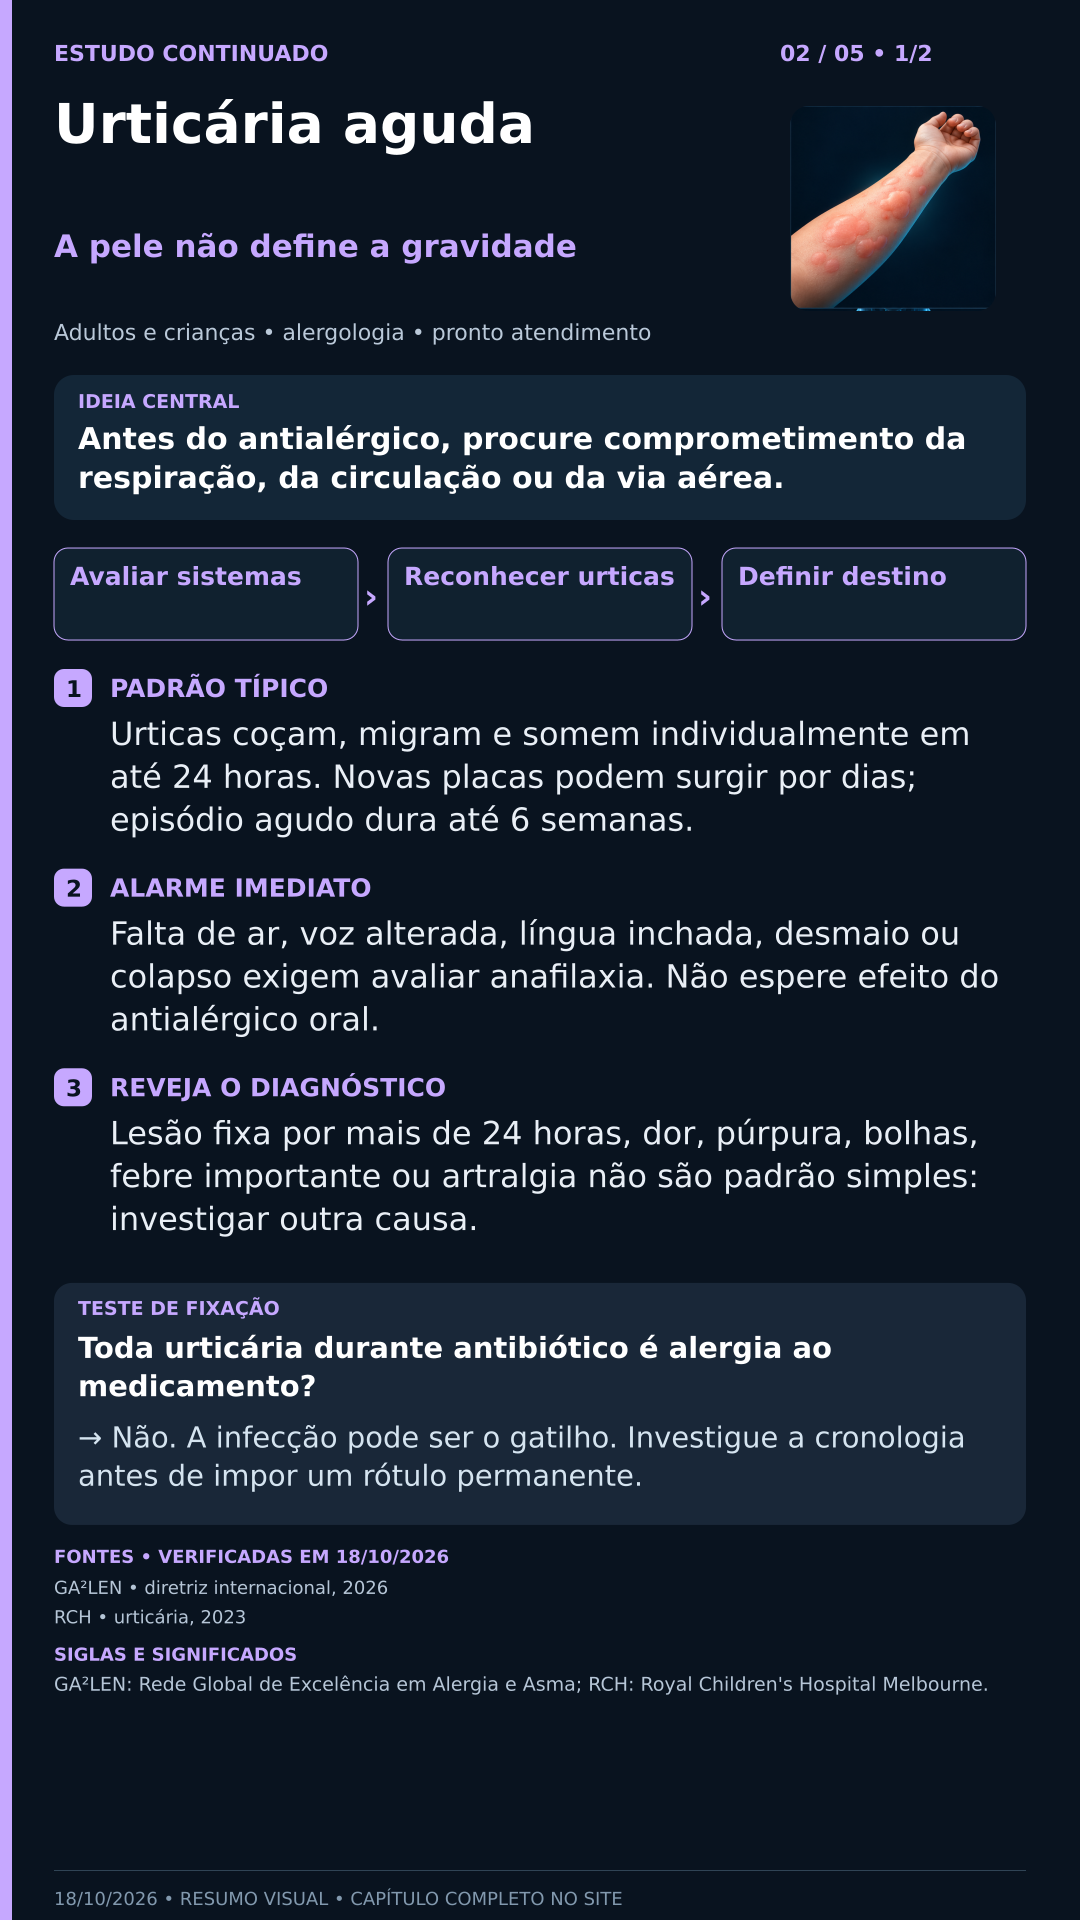 ESTUDO CONTINUADO
02 / 05 • 1/2
Urticária aguda
A pele não define a gravidade
Adultos e crianças • alergologia • pronto atendimento
IDEIA CENTRAL
Antes do antialérgico, procure comprometimento da
respiração, da circulação ou da via aérea.
Avaliar sistemas
›
Reconhecer urticas
›
Definir destino
1 PADRÃO TÍPICO
Urticas coçam, migram e somem individualmente em
até 24 horas. Novas placas podem surgir por dias;
episódio agudo dura até 6 semanas.
2 ALARME IMEDIATO
Falta de ar, voz alterada, língua inchada, desmaio ou
colapso exigem avaliar anafilaxia. Não espere efeito do
antialérgico oral.
3 REVEJA O DIAGNÓSTICO
Lesão fixa por mais de 24 horas, dor, púrpura, bolhas,
febre importante ou artralgia não são padrão simples:
investigar outra causa.
TESTE DE FIXAÇÃO
Toda urticária durante antibiótico é alergia ao
medicamento?
→ Não. A infecção pode ser o gatilho. Investigue a cronologia
antes de impor um rótulo permanente.
FONTES • VERIFICADAS EM 18/10/2026
GA²LEN • diretriz internacional, 2026
RCH • urticária, 2023
SIGLAS E SIGNIFICADOS
GA²LEN: Rede Global de Excelência em Alergia e Asma; RCH: Royal Children's Hospital Melbourne.
18/10/2026 • RESUMO VISUAL • CAPÍTULO COMPLETO NO SITE